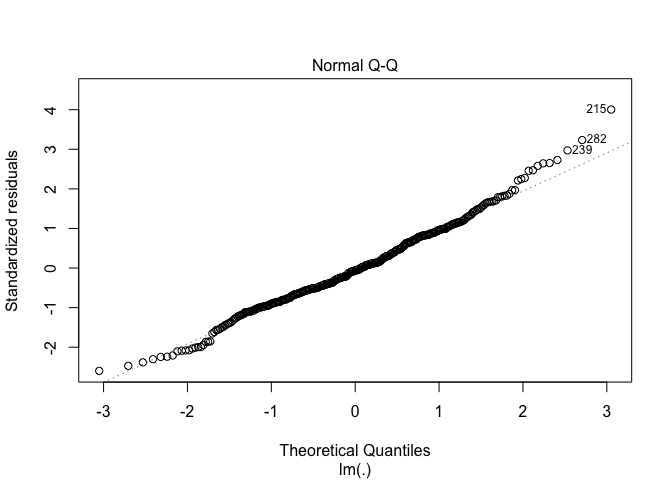 Normal Q-Q
Standardized residuals
4
3
2
1
0
-1
-2
215
282
239
-3 -2 -1 0 1 2 3
Theoretical Quantiles
lm(.)